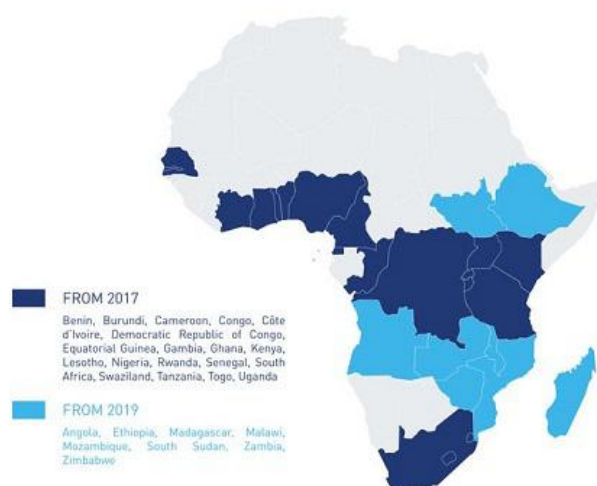 FROM 2017
Benin, Burundi, Cameroon, Congo, Côte
d'Ivoire, Democratic Republic of Congo,
Equatorial Guinea, Gambia, Ghana, Kenya,
Lesotho, Nigeria, Rwanda, Senegal, South
Africa, Swaziland, Tanzania, Togo, Uganda
FROM 2019
Angola, Ethiopia, Madagascar, Malawi,
Mozambique, South Sudan, Zambia,
Zimbabwe